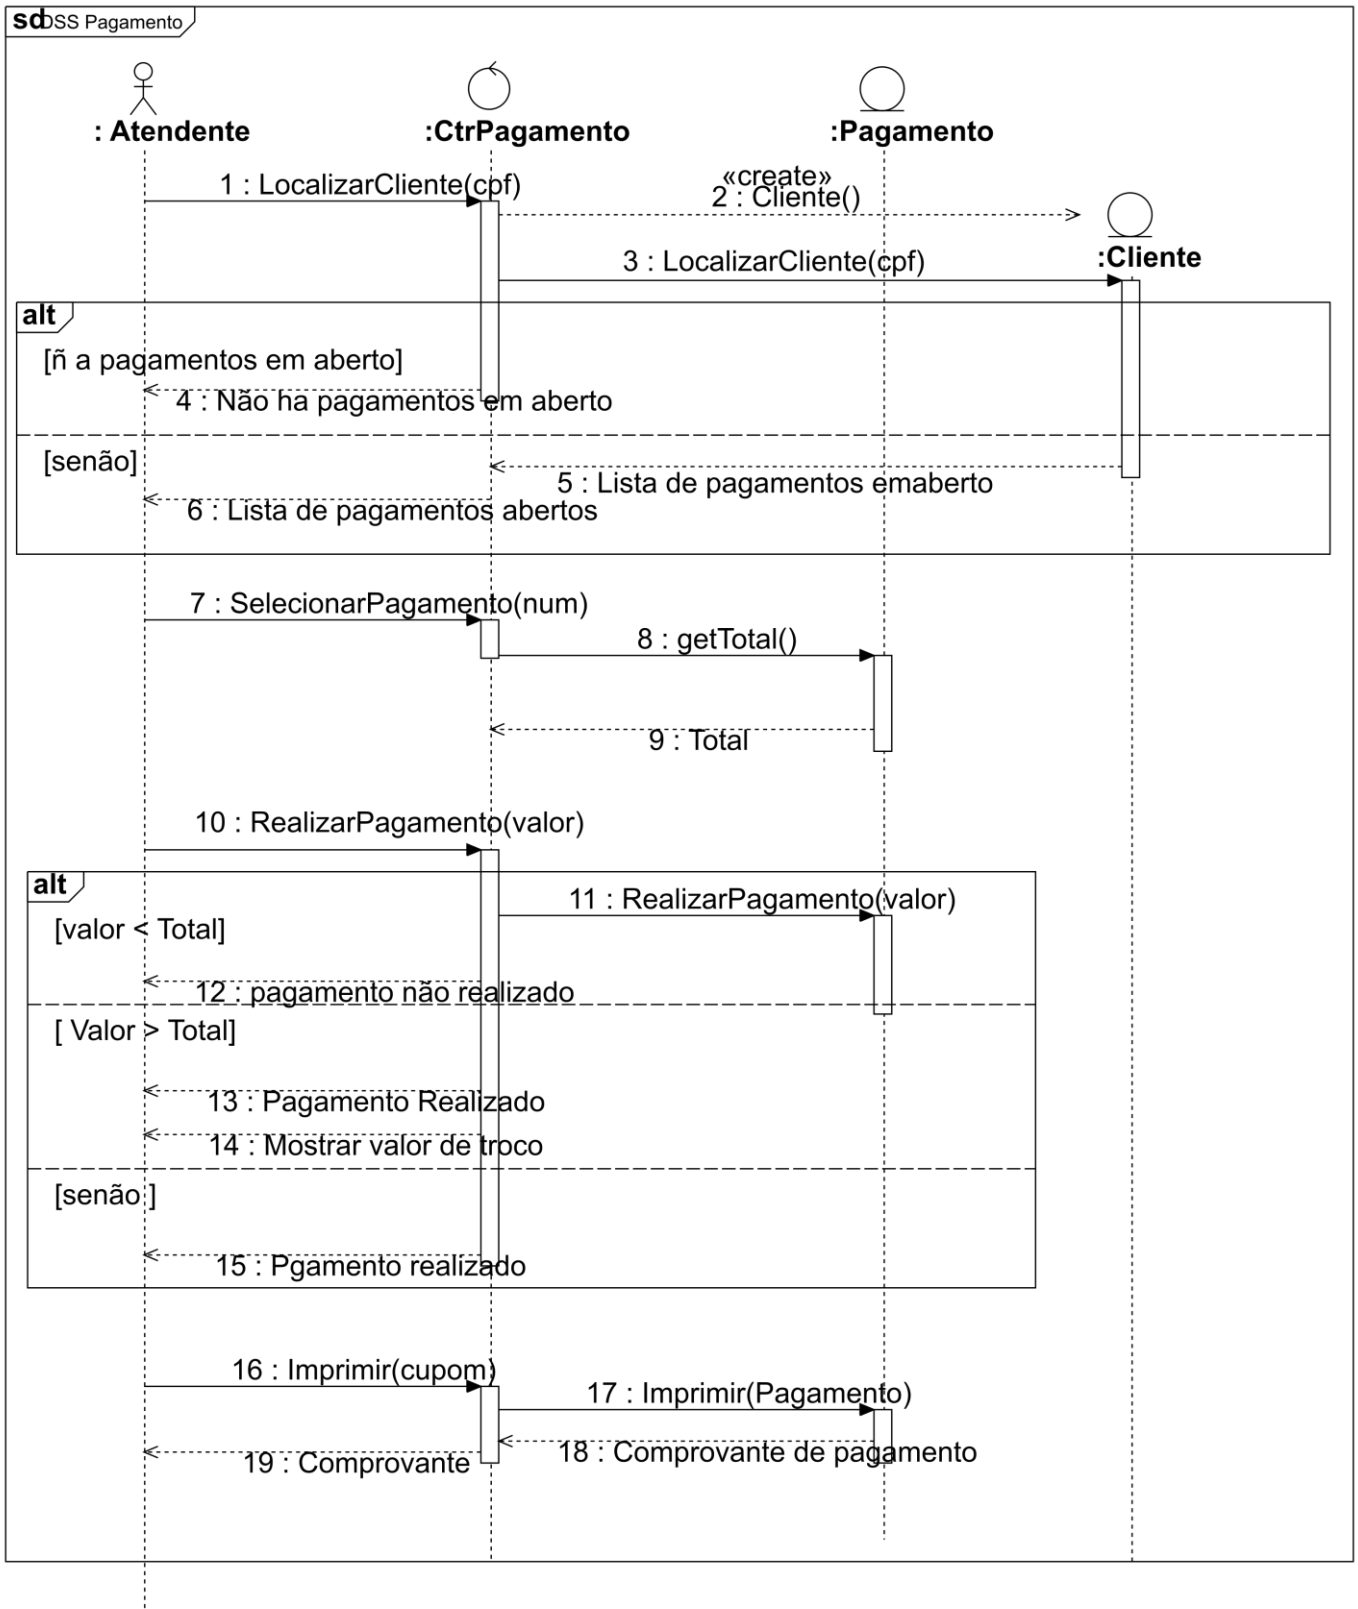 sd DSS Pagamento
: Atendente
:CtrPagamento
:Pagamento
1 : LocalizarCliente(cpf)
«create»
2 : Cliente()
:Cliente
3 : LocalizarCliente(cpf)
alt
[ñ a pagamentos em aberto]
4 : Não ha pagamentos em aberto
[senão]
5 : Lista de pagamentos emaberto
6 : Lista de pagamentos abertos
7 : SelecionarPagamento(num)
8 : getTotal()
9 : Total
10 : RealizarPagamento(valor)
alt
11 : RealizarPagamento(valor)
[valor < Total]
12 : pagamento não realizado
[ Valor > Total]
13 : Pagamento Realizado
14 : Mostrar valor de troco
[senão ]
15 : Pgamento realizado
16 : Imprimir(cupom)
17 : Imprimir(Pagamento)
18 : Comprovante de pagamento
19 : Comprovante